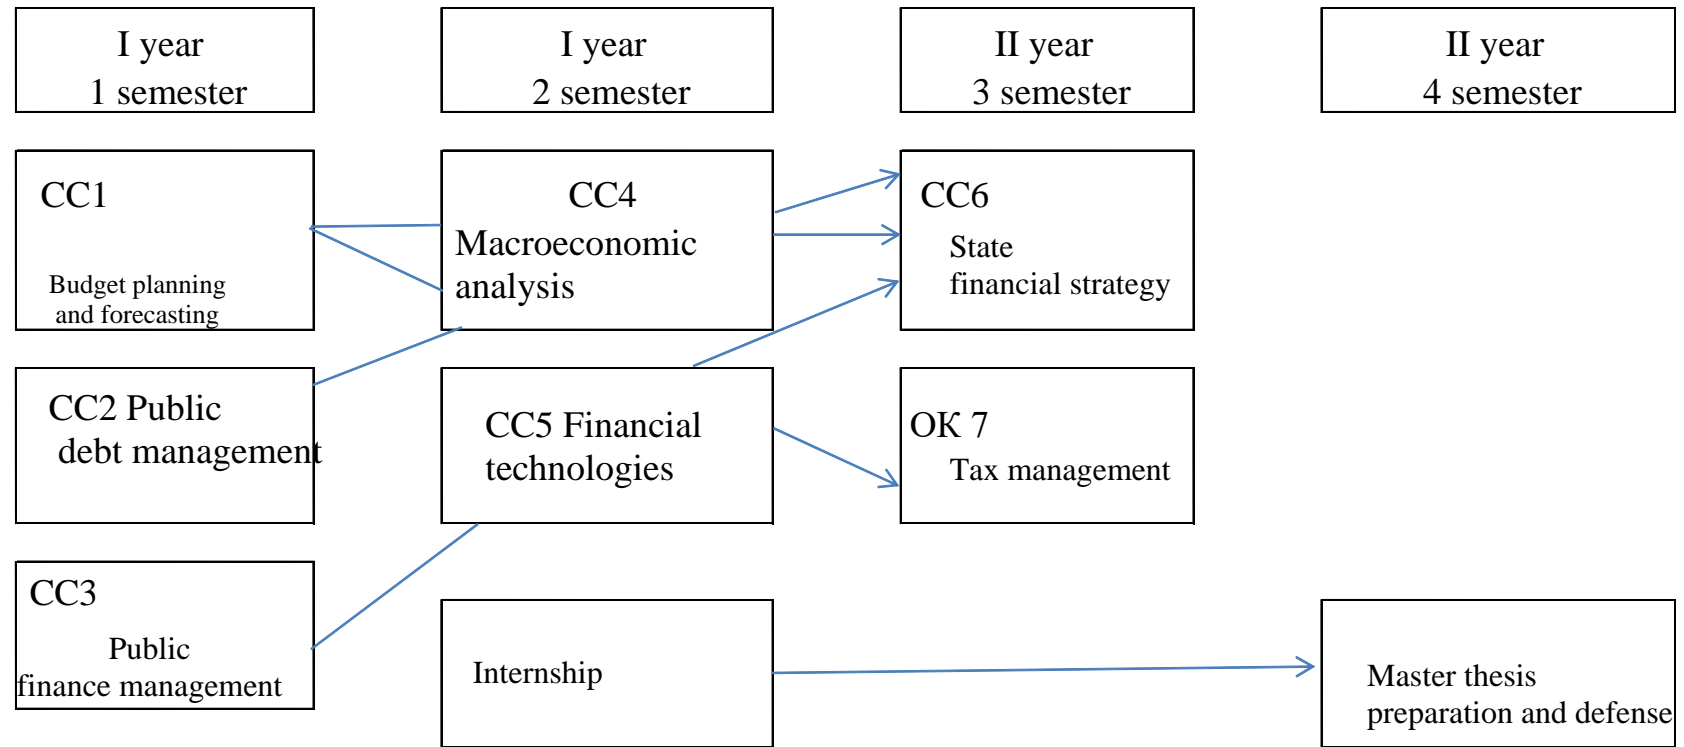 I year
1 semester
I year
2 semester
II year
3 semester
II year
4 semester
CC1
Budget planning
and forecasting
CC4
Macroeconomic
analysis
CC6
State
financial strategy
CC2 Public
debt management
CC5 Financial
technologies
ОК 7
Tax management
CC3
Public
finance management
Internship
Master thesis
preparation and defense